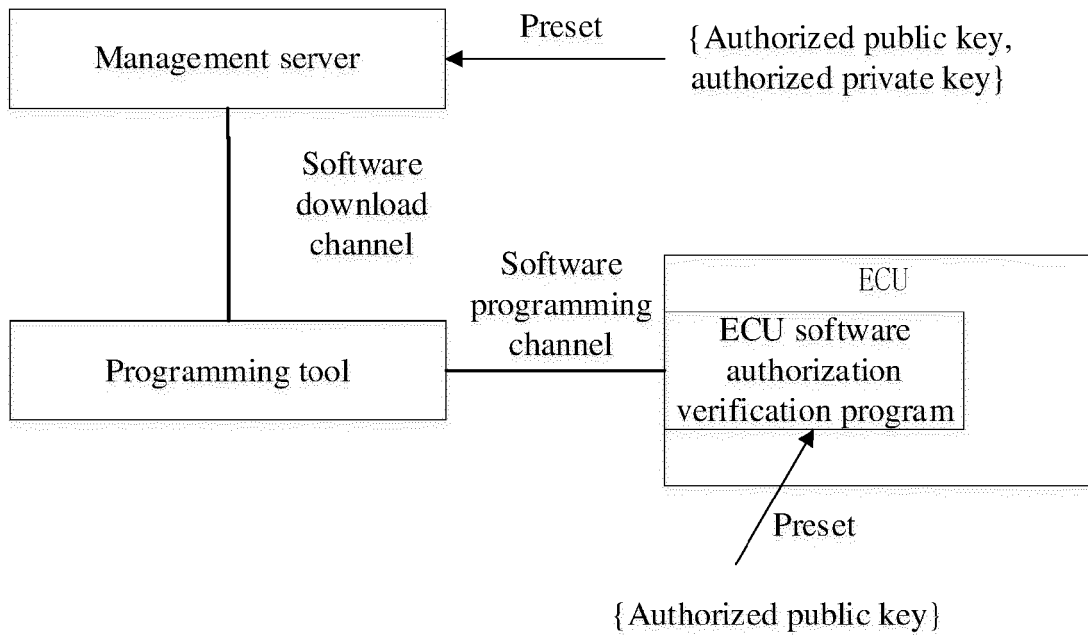 Preset
{Authorized public key,
authorized private key}
Management server
Software
download
channel
Software
programming
channel
ECU
ECU software
authorization
verification program
Programming tool
Preset
{Authorized public key}